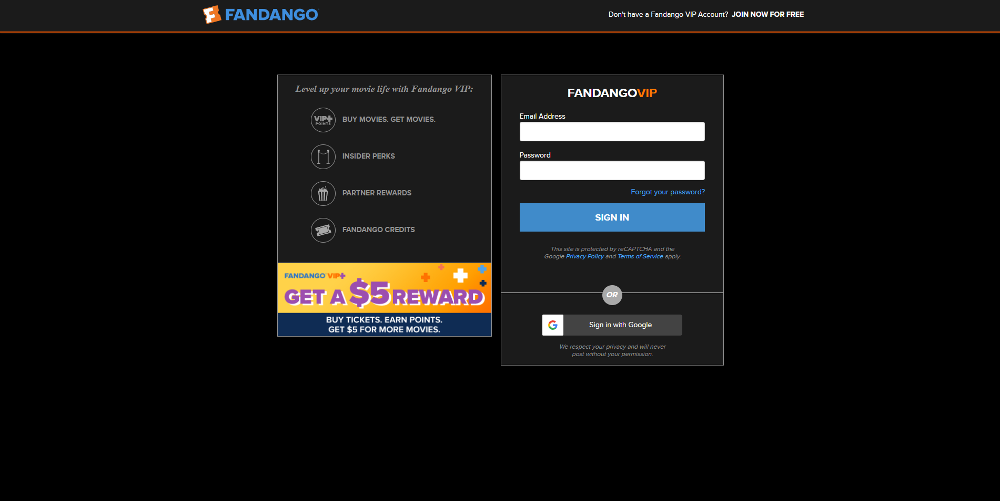 FANDANGO
Don't have a Fandango VIP Account? JOIN NOW FOR FREE
Level up your movie life with Fandango VIP:
VIP+
POINTS
BUY MOVIES. GET MOVIES.
INSIDER PERKS
PARTNER REWARDS
FANDANGO CREDITS
FANDANGO VIP+
GET A $5 REWARD
BUY TICKETS. EARN POINTS.
GET $5 FOR MORE MOVIES.
FANDANGOVIP
Email Address
Password
Forgot your password?
SIGN IN
This site is protected by reCAPTCHA and the
Google Privacy Policy and Terms of Service apply.
OR
Sign in with Google
We respect your privacy and will never
post without your permission.